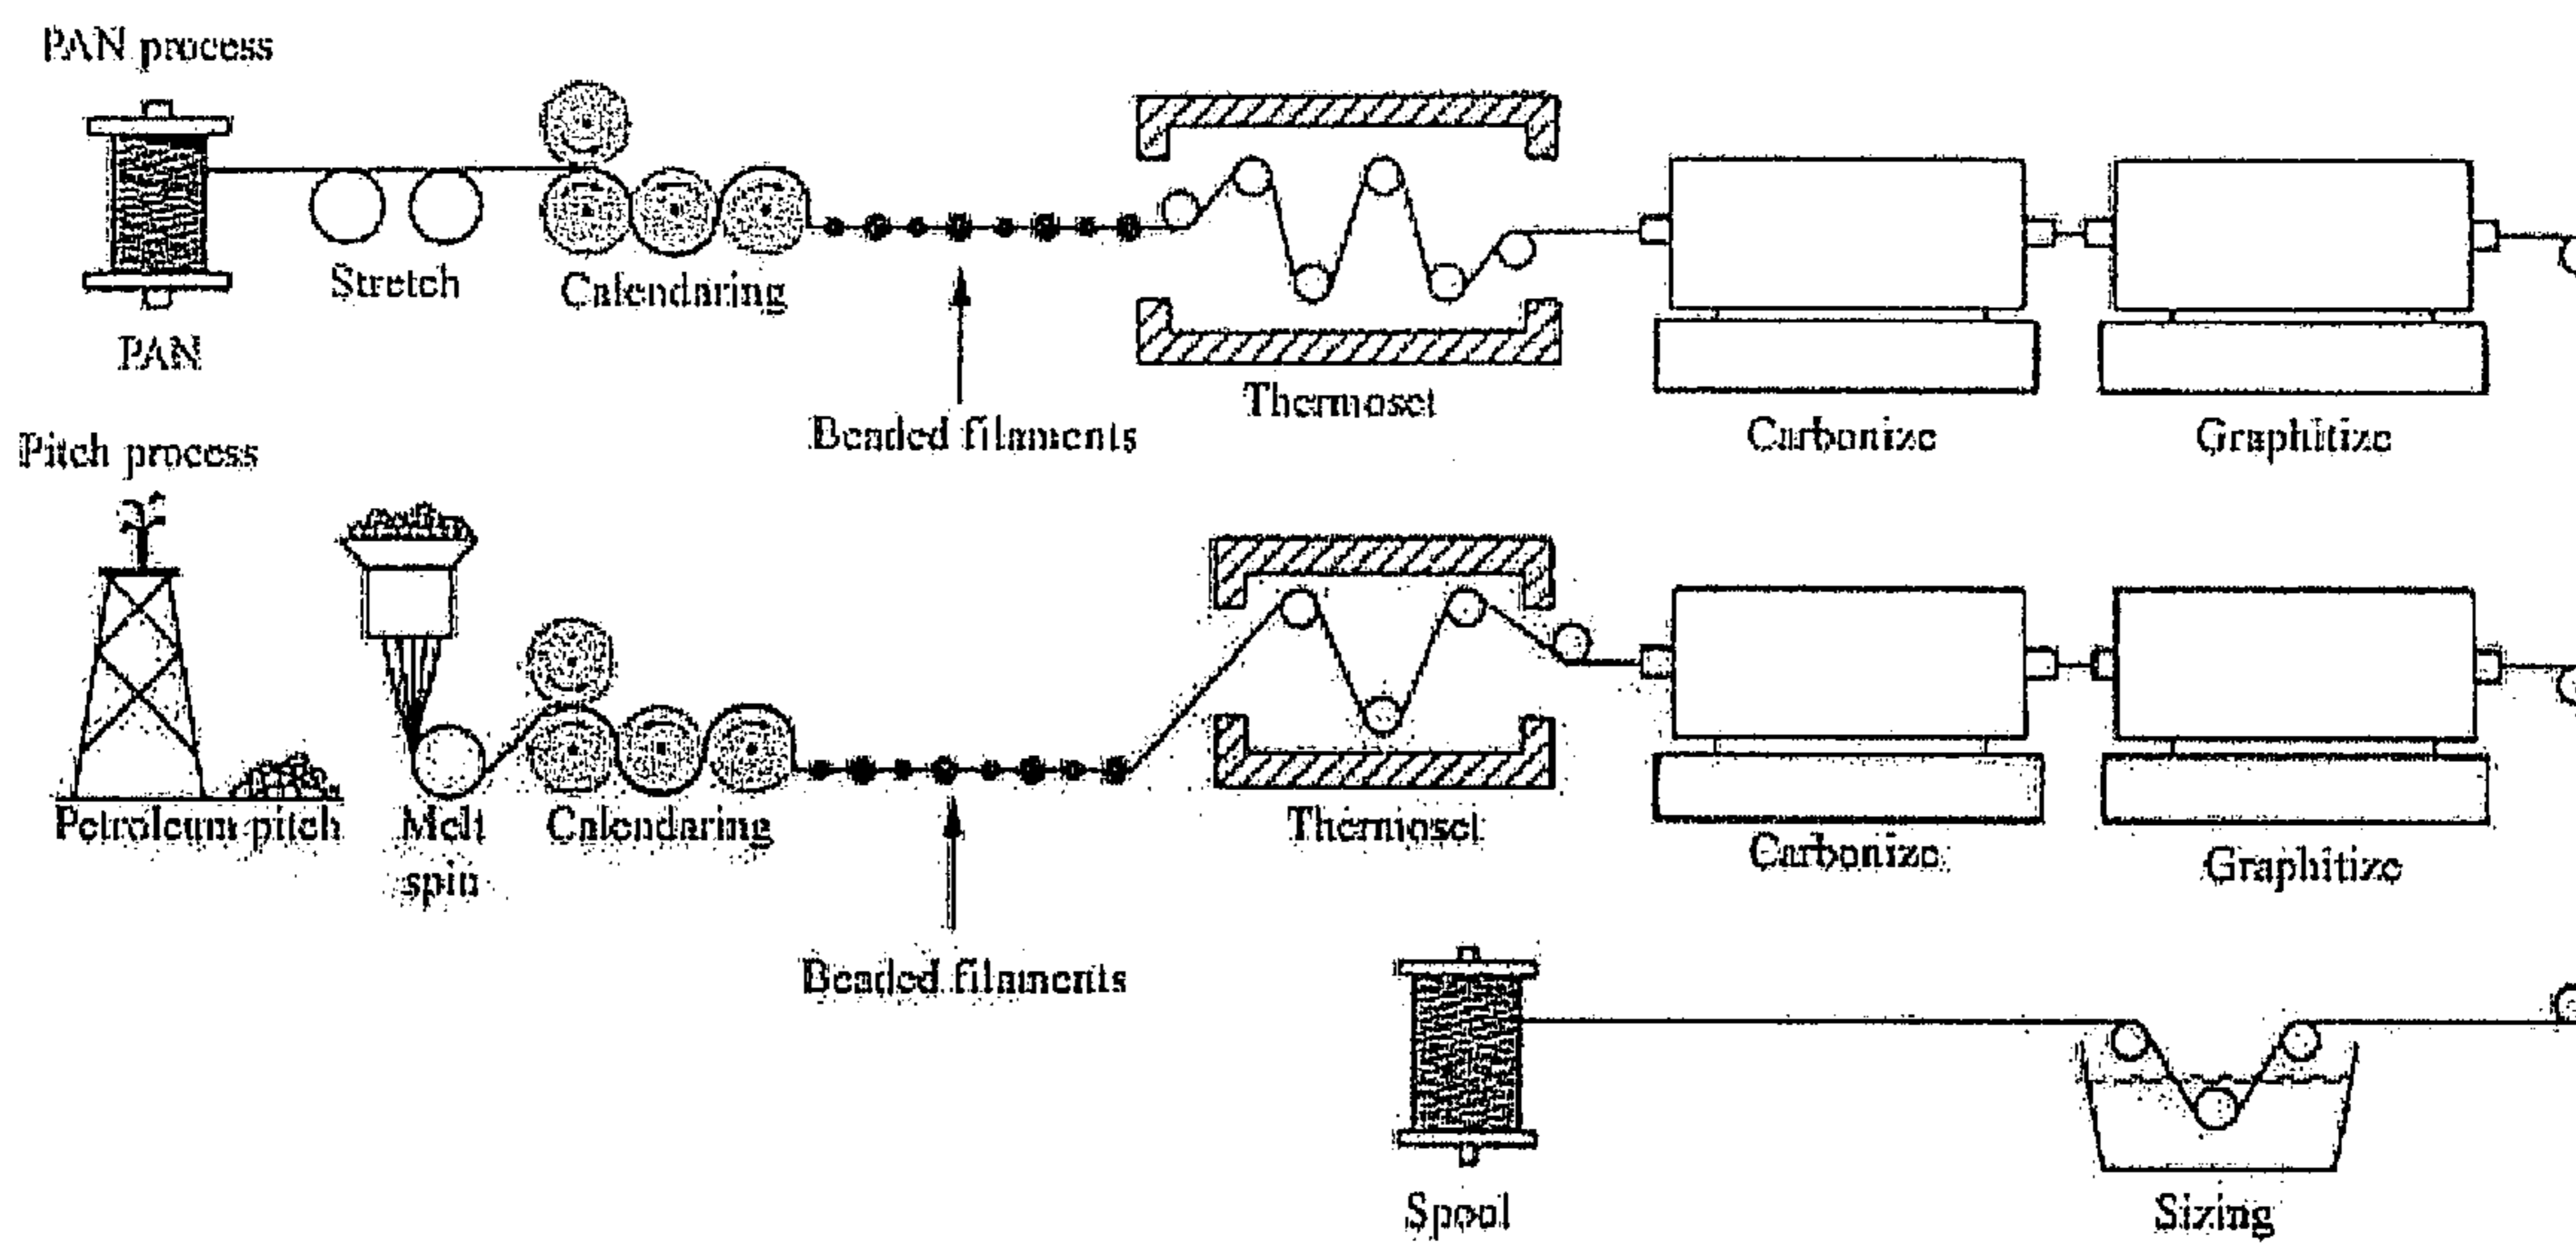 PAN process
Stretch
Calendaring
PAN
Beaded filaments
Thermoset
Carbonize
Graphitize
Pitch process
Petroleum pitch
Melt
spin
Calendaring
Beaded filaments
Thermoset
Carbonize
Graphitize
Spool
Sizing